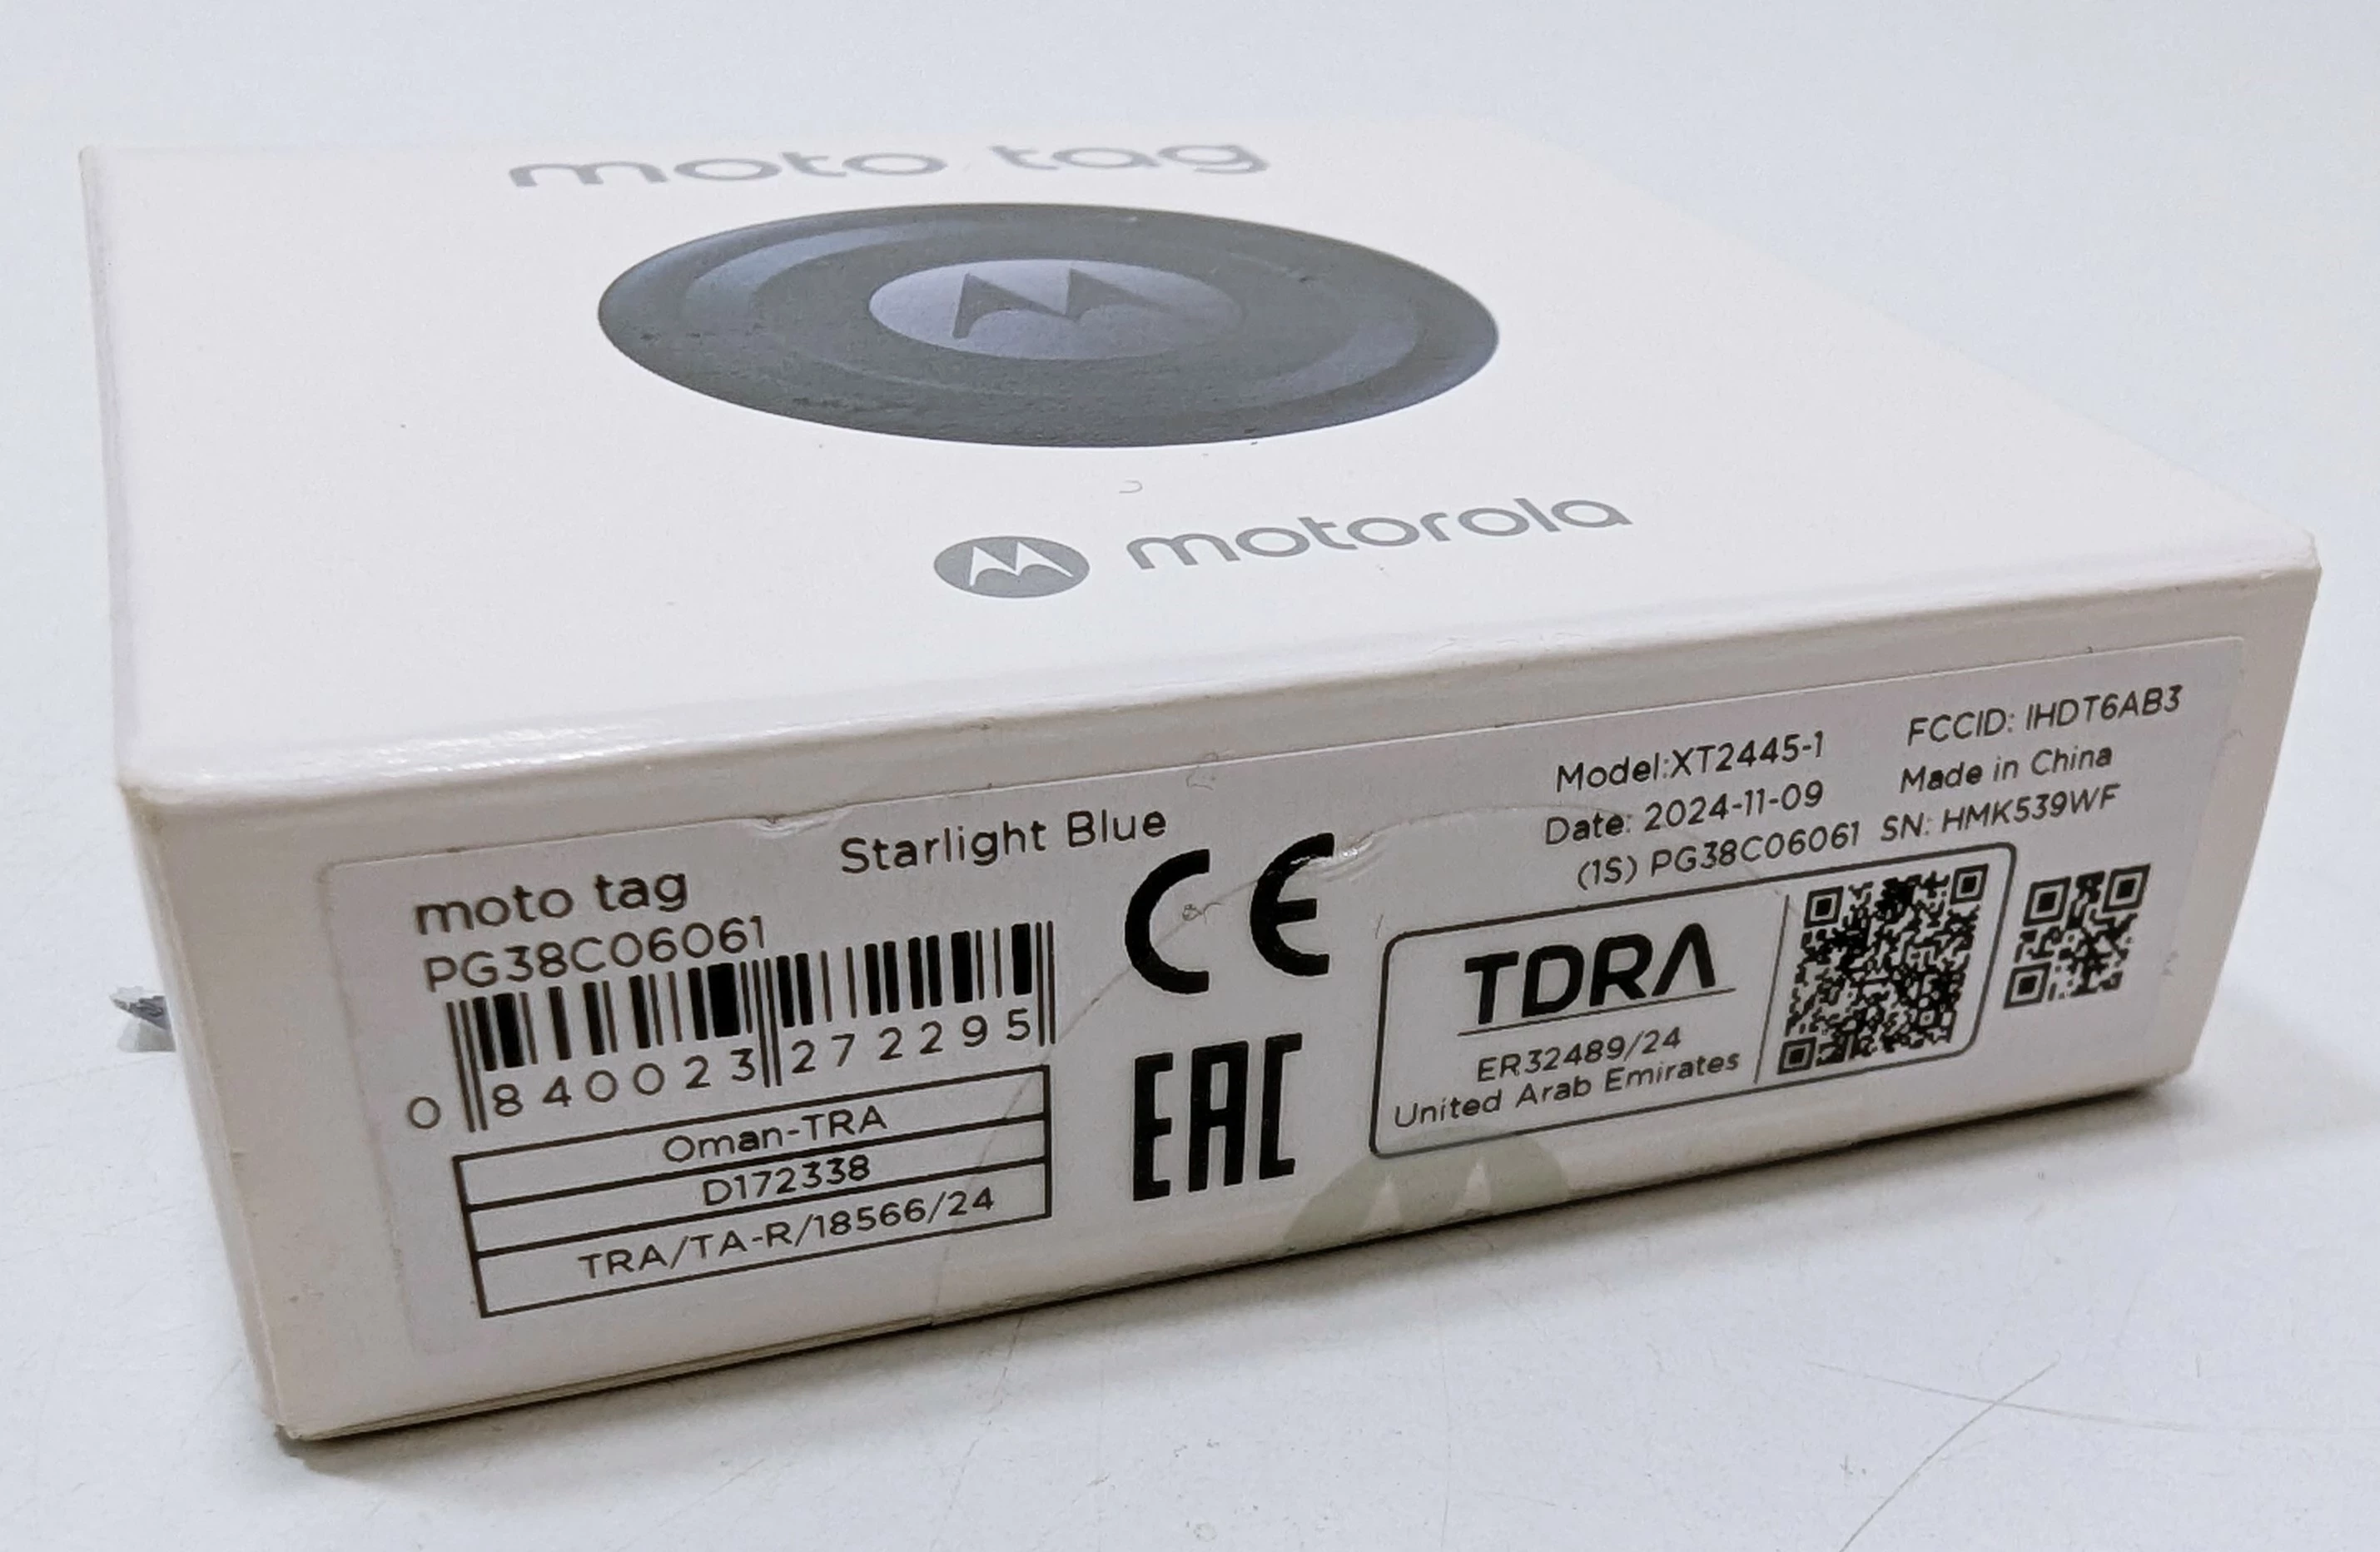 moto tag
motorola
moto tag
Starlight Blue
PG38C06061
0 840023 272295
Oman-TRA
D172338
TRA/TA-R/18566/24
CE
EAC
Model:XT2445-1
FCCID: IHDT6AB3
Date: 2024-11-09
Made in China
(1S) PG38C06061 SN: HMK539WF
TDRA
ER32489/24
United Arab Emirates